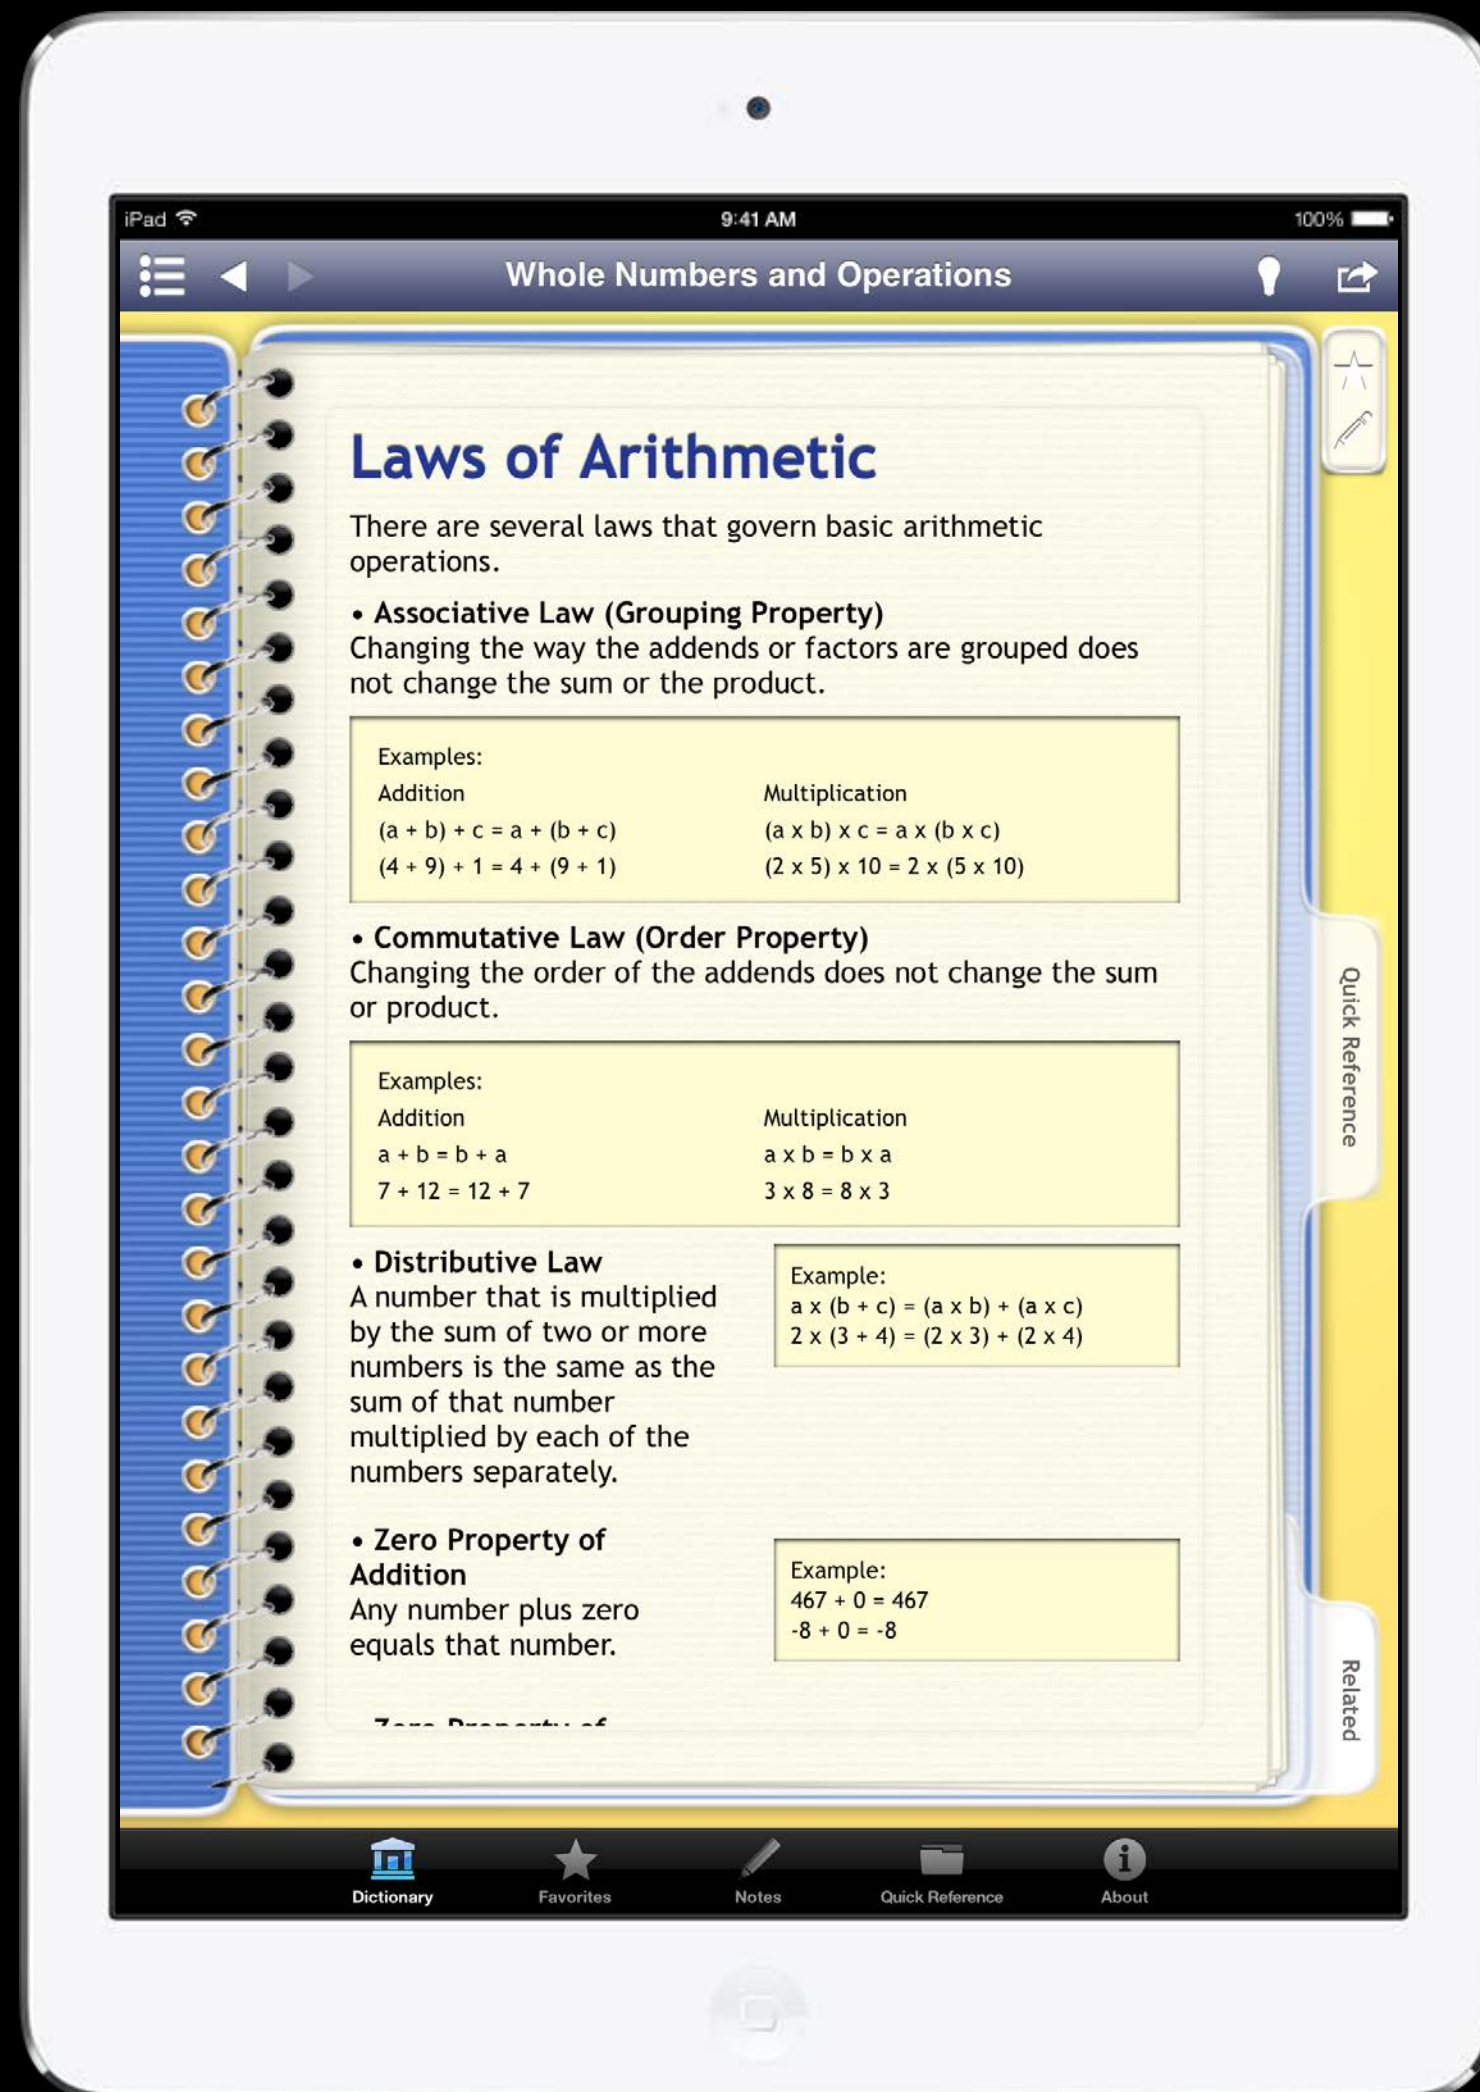 iPad
9:41 AM
100%
Whole Numbers and Operations
Laws of Arithmetic
There are several laws that govern basic arithmetic
operations.
• Associative Law (Grouping Property)
Changing the way the addends or factors are grouped does
not change the sum or the product.
Examples:
Addition Multiplication
(a + b) + c = a + (b + c) (a x b) x c = a x (b x c)
(4 + 9) + 1 = 4 + (9 + 1) (2 x 5) x 10 = 2 x (5 x 10)
• Commutative Law (Order Property)
Changing the order of the addends does not change the sum
or product.
Examples:
Addition Multiplication
a + b = b + a a x b = b x a
7 + 12 = 12 + 7 3 x 8 = 8 x 3
• Distributive Law
A number that is multiplied
by the sum of two or more
numbers is the same as the
sum of that number
multiplied by each of the
numbers separately.
Example:
a x (b + c) = (a x b) + (a x c)
2 x (3 + 4) = (2 x 3) + (2 x 4)
• Zero Property of
Addition
Any number plus zero
equals that number.
Example:
467 + 0 = 467
-8 + 0 = -8
Zero Property of
Quick Reference
Related
Dictionary
Favorites
Notes
Quick Reference
About